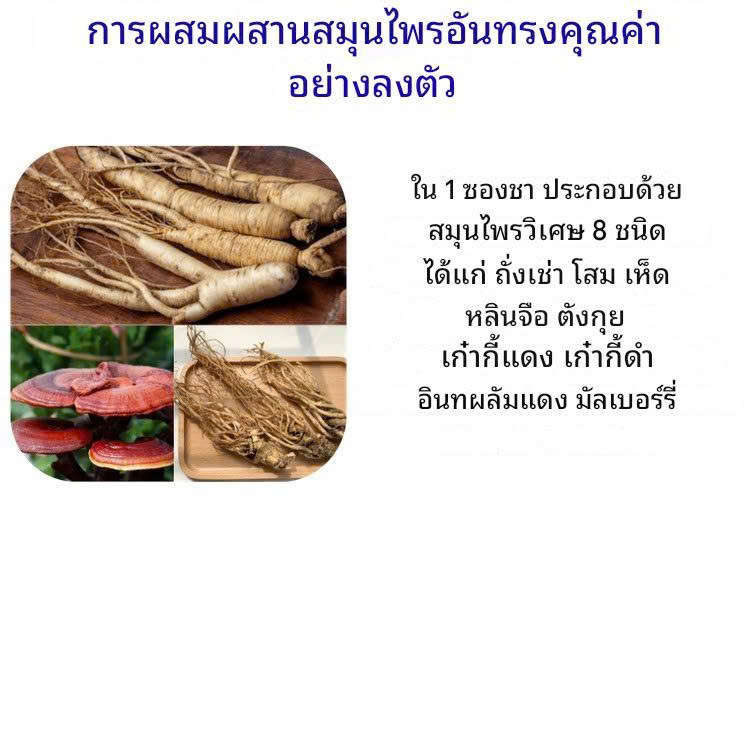 การผสมผสานสมุนไพรอันทรงคุณค่า
อย่างลงตัว
ใน 1 ซองชา ประกอบด้วย
สมุนไพรวิเศษ 8 ชนิด
ได้แก่ ถั่งเช่า โสม เห็ด
หลินจือ ตังกุย
เก๋ากี้แดง เก๋ากี้ดำ
อินทผลัมแดง มัลเบอร์รี่